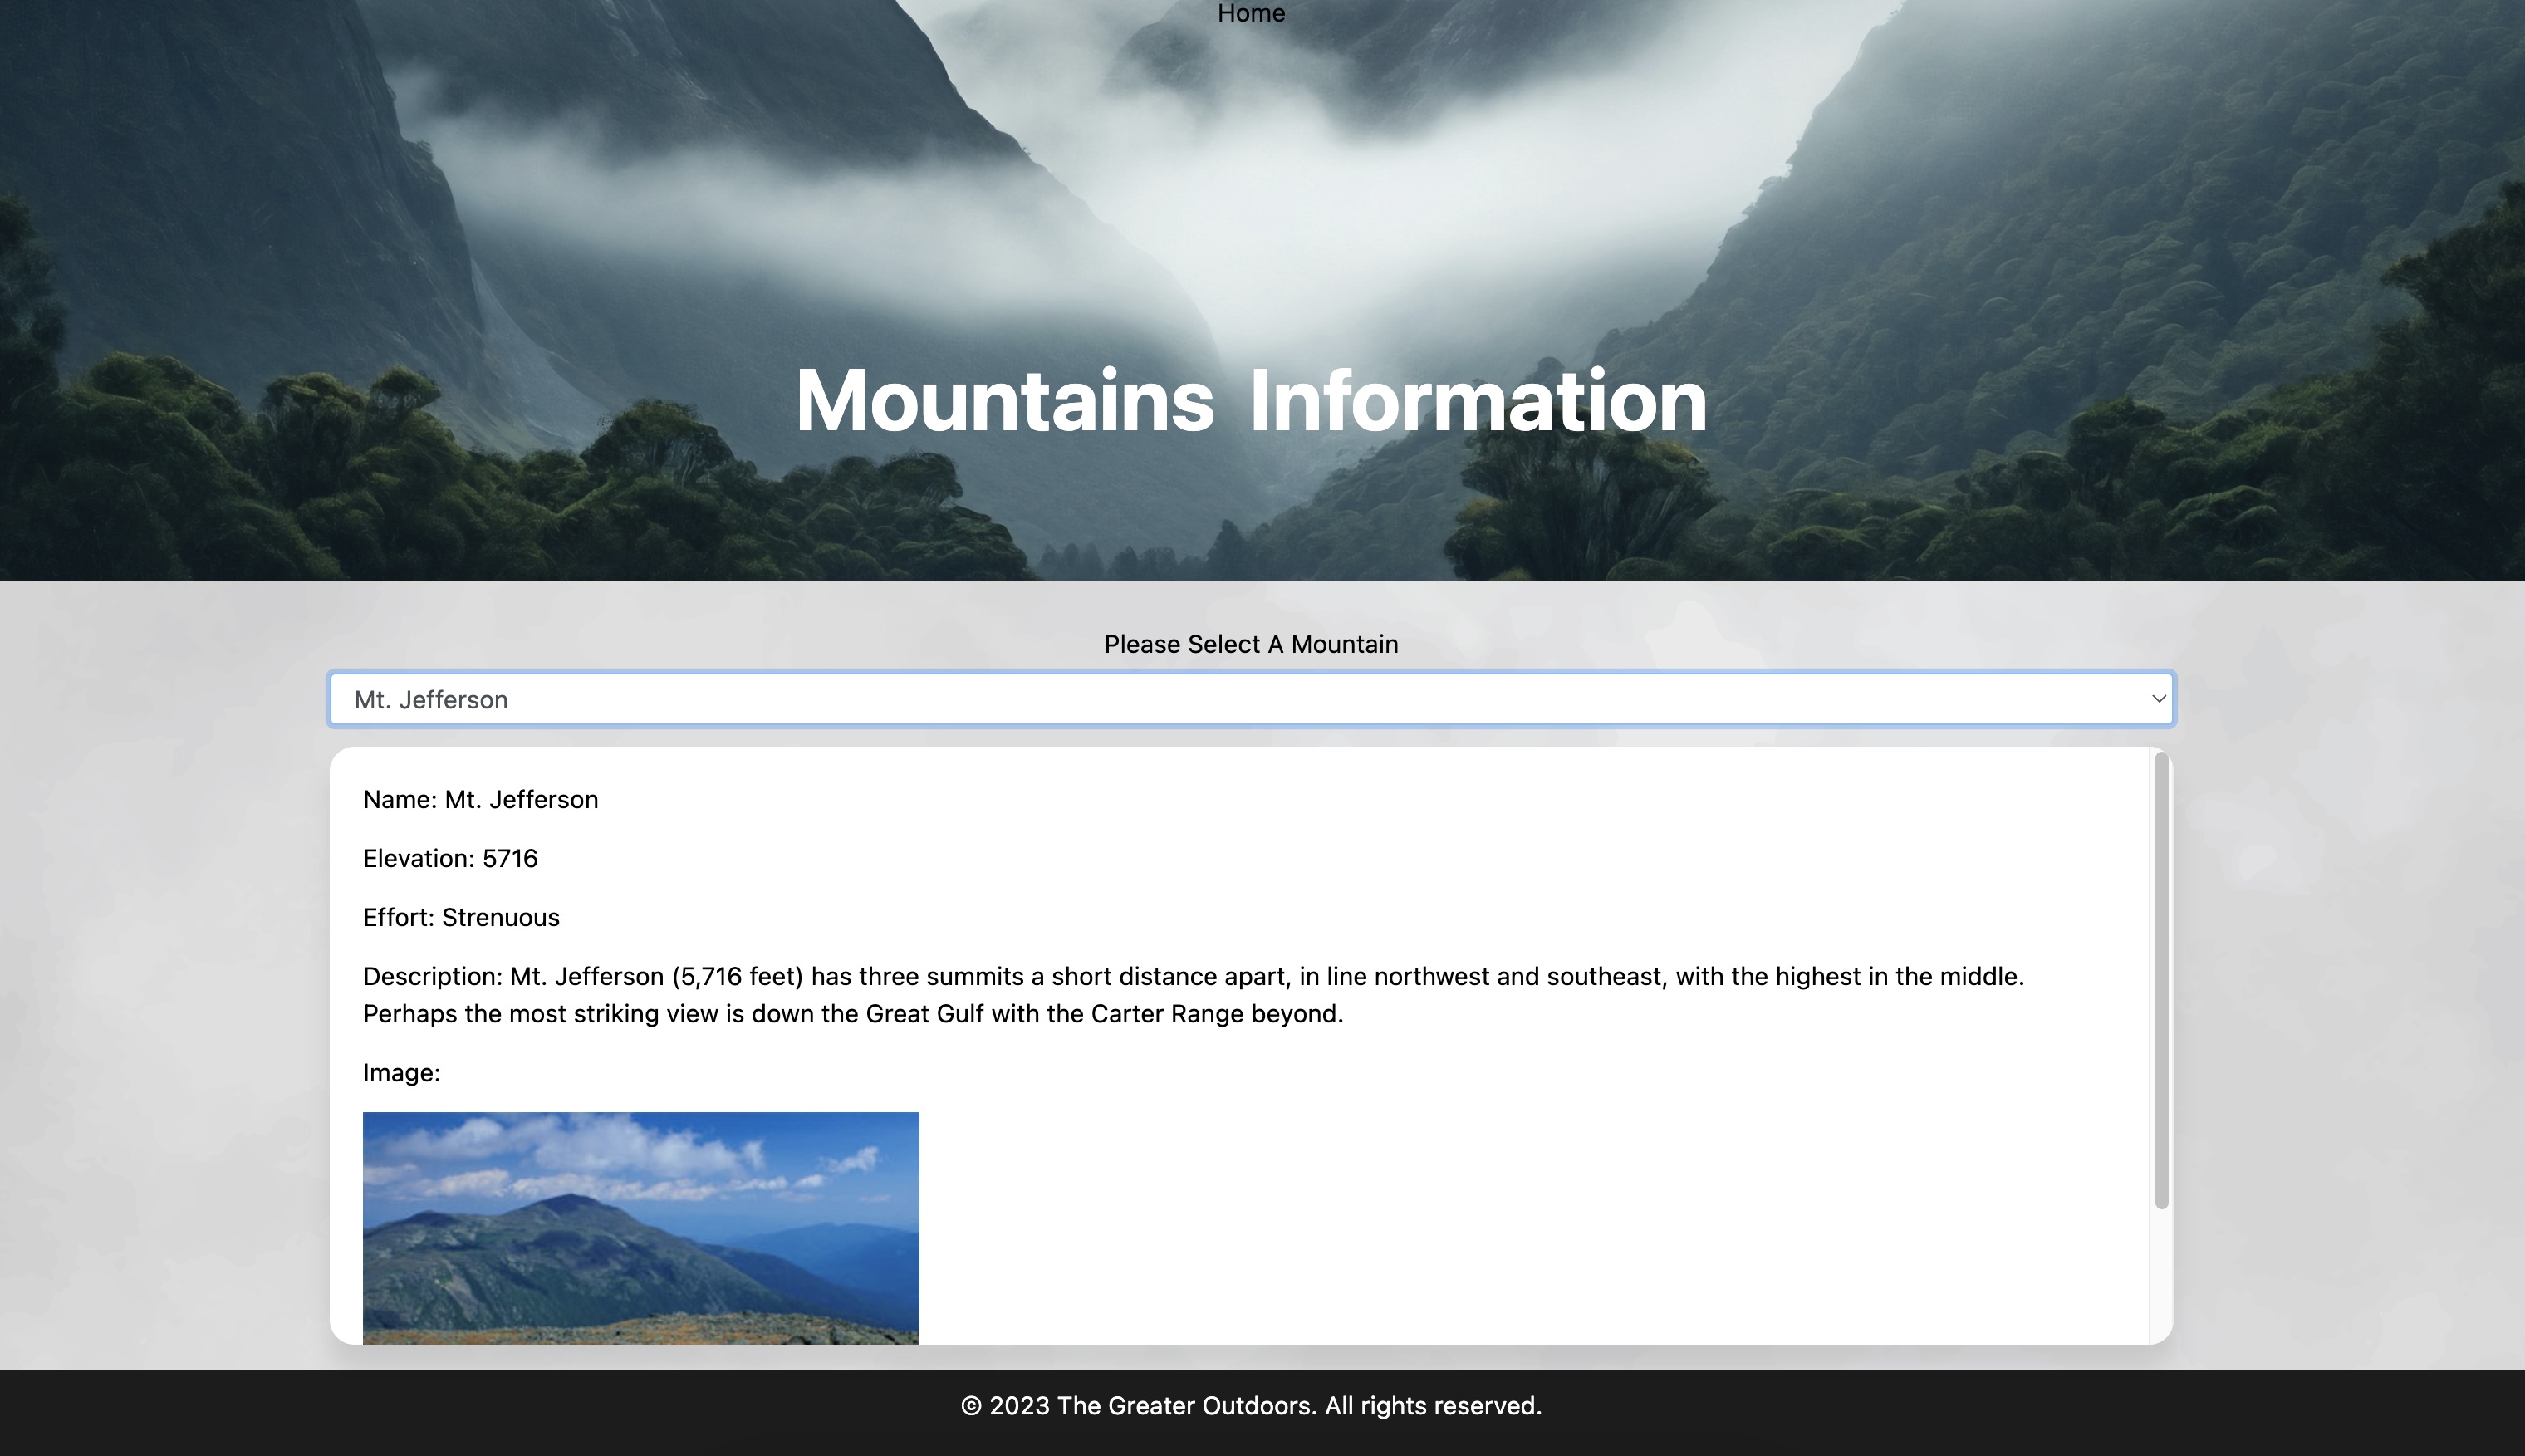 Home
Mountains Information
Please Select A Mountain
Mt. Jefferson
Name: Mt. Jefferson
Elevation: 5716
Effort: Strenuous
Description: Mt. Jefferson (5,716 feet) has three summits a short distance apart, in line northwest and southeast, with the highest in the middle.
Perhaps the most striking view is down the Great Gulf with the Carter Range beyond.
Image:
© 2023 The Greater Outdoors. All rights reserved.